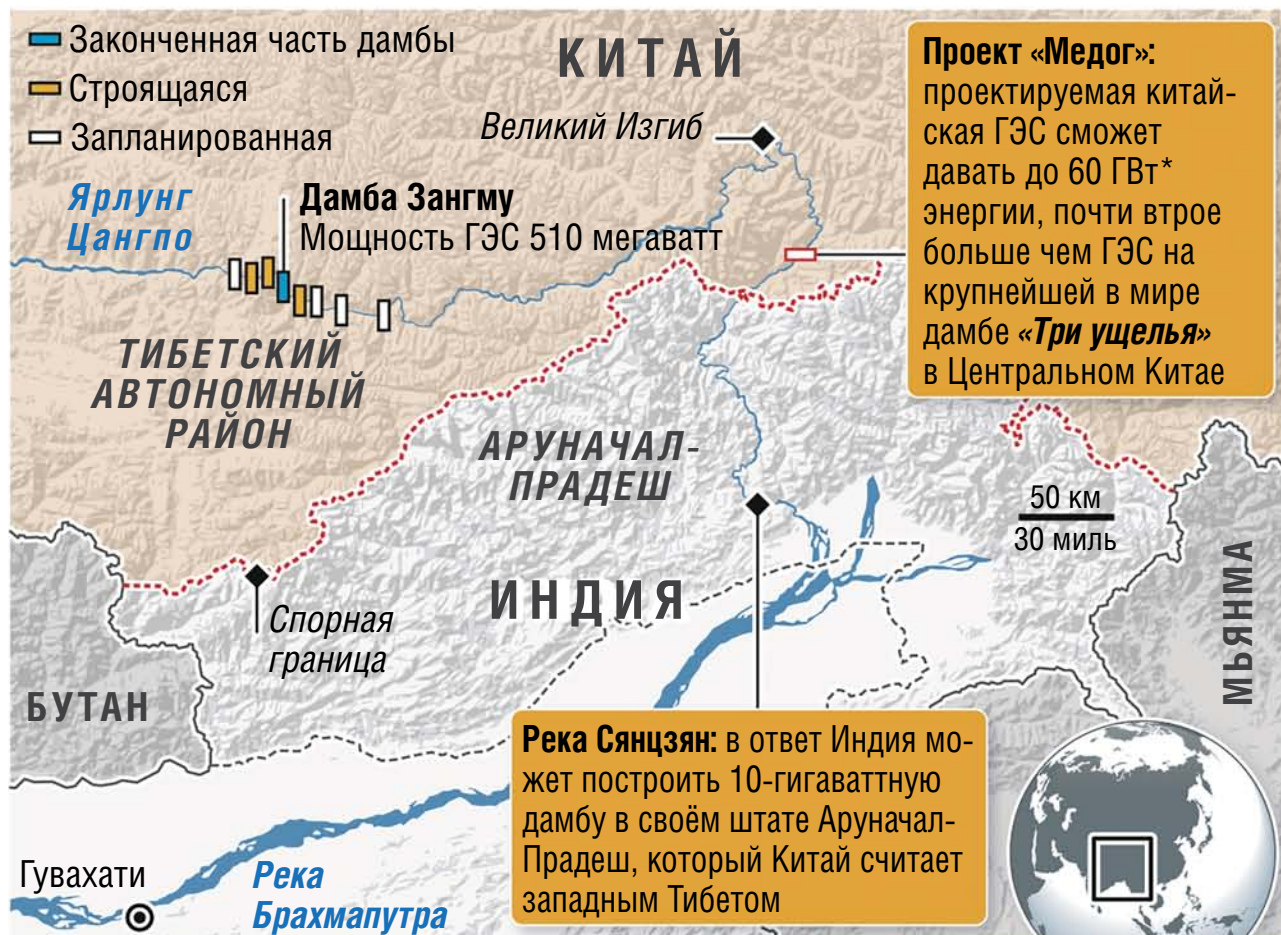 Законченная часть дамбы
Строящаяся
Запланированная
КИТАЙ
Великий Изгиб
Проект «Медог»:
проектируемая китай-
ская ГЭС сможет
давать до 60 ГВт*
энергии, почти втрое
больше чем ГЭС на
крупнейшей в мире
дамбе «Три ущелья»
в Центральном Китае
Ярлунг
Цангпо
Дамба Зангму
Мощность ГЭС 510 мегаватт
ТИБЕТСКИЙ
АВТОНОМНЫЙ
РАЙОН
АРУНАЧАЛ-
ПРАДЕШ
50 км
30 миль
ИНДИЯ
Спорная
граница
БУТАН
МЬЯНМА
Река Сянцзян: в ответ Индия мо-
жет построить 10-гигаваттную
дамбу в своём штате Аруначал-
Прадеш, который Китай считает
западным Тибетом
Гувахати
Река
Брахмапутра